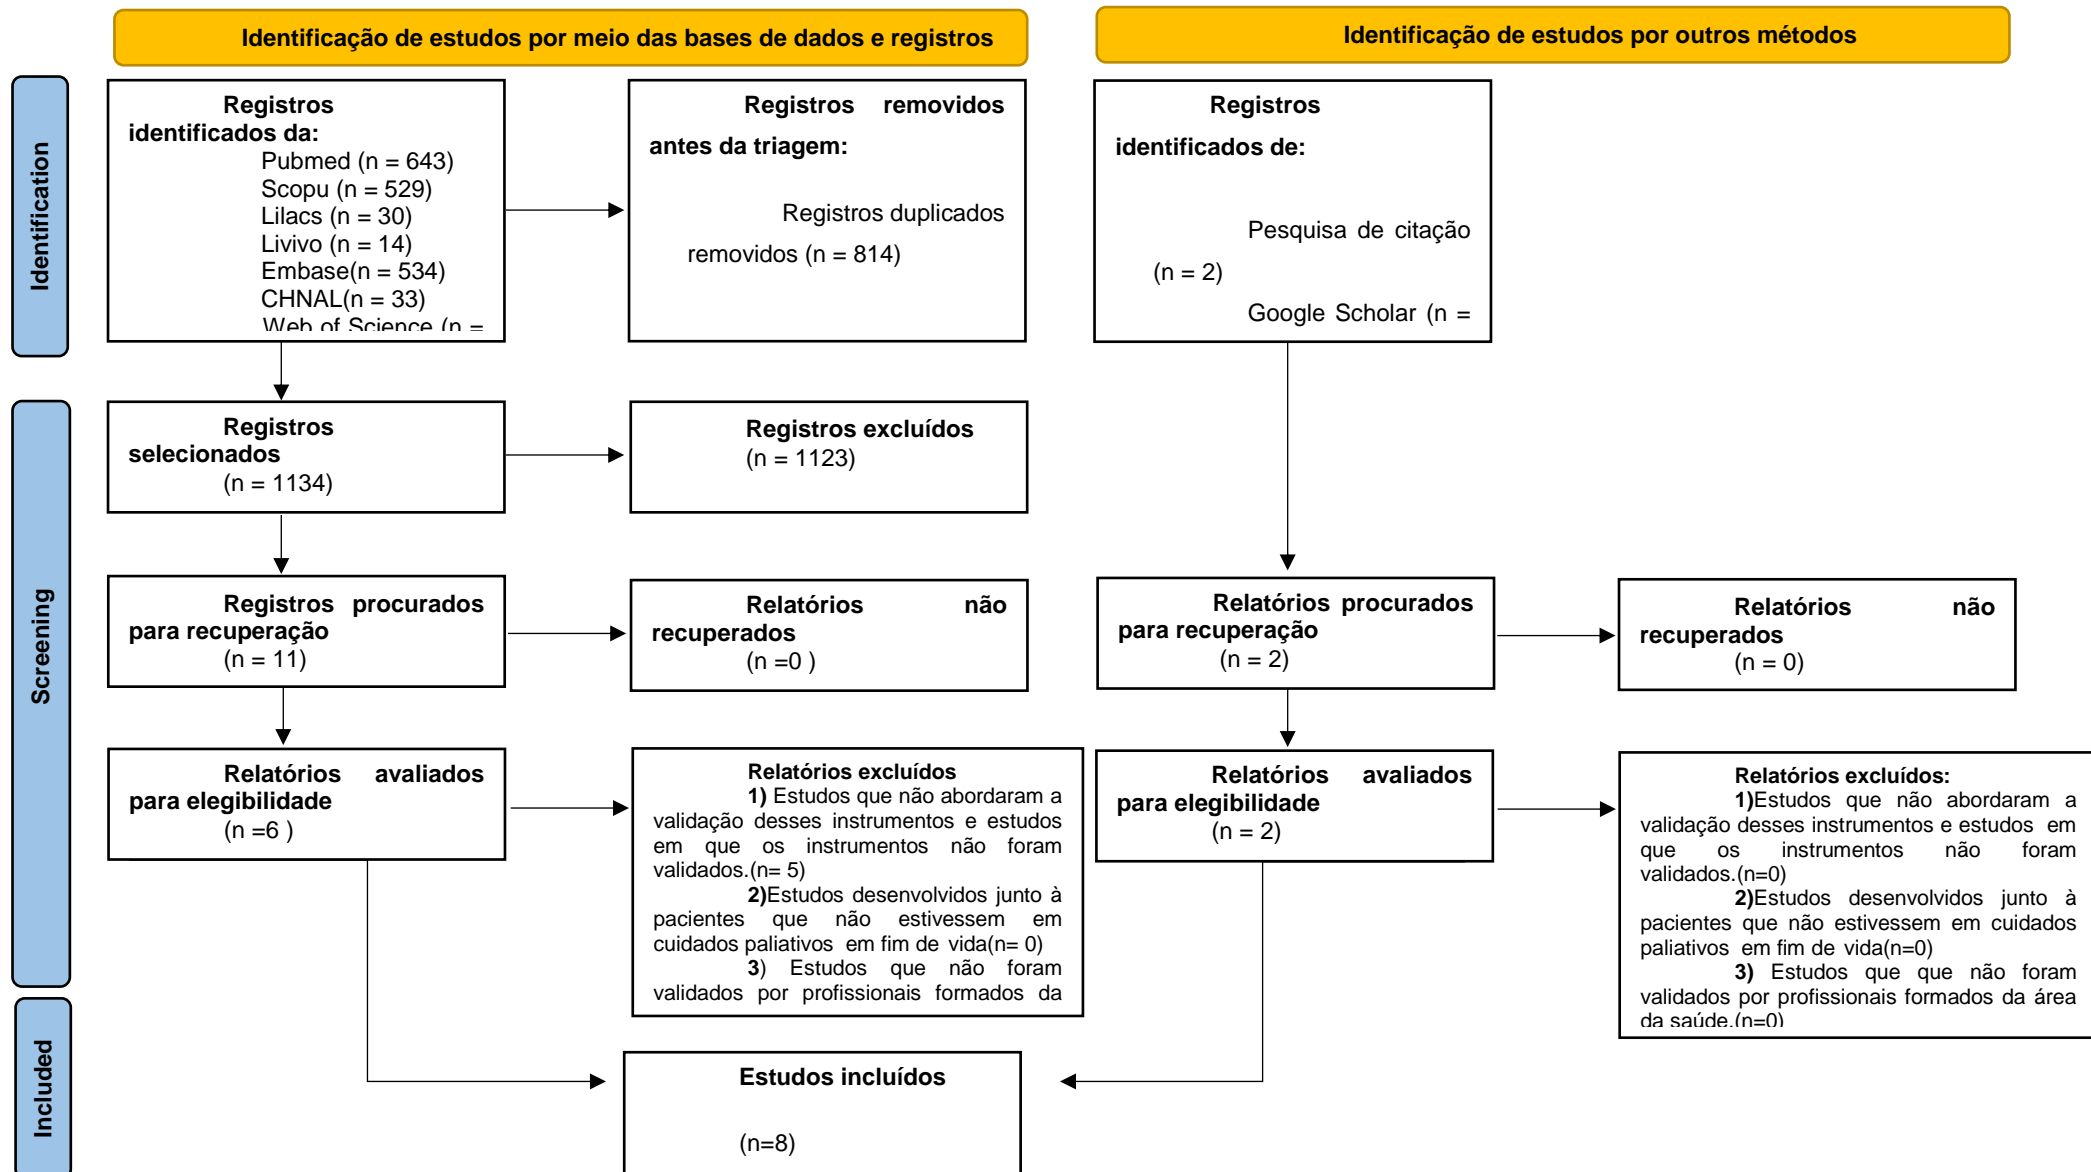 Identificação de estudos por meio das bases de dados e registros
Identificação de estudos por outros métodos
Identification
Registros
identificados da:
Pubmed (n = 643)
Scopu (n = 529)
Lilacs (n = 30)
Livivo (n = 14)
Embase(n = 534)
CHNAL(n = 33)
Web of Science (n =
Registros removidos
antes da triagem:
Registros duplicados
removidos (n = 814)
Registros
identificados de:
Pesquisa de citação
(n = 2)
Google Scholar (n =
Screening
Registros
selecionados
(n = 1134)
Registros excluídos
(n = 1123)
Registros procurados
para recuperação
(n = 11)
Relatórios não
recuperados
(n =0 )
Relatórios procurados
para recuperação
(n = 2)
Relatórios não
recuperados
(n = 0)
Relatórios avaliados
para elegibilidade
(n =6 )
Relatórios excluídos
1) Estudos que não abordaram a
validação desses instrumentos e estudos
em que os instrumentos não foram
validados.(n= 5)
2)Estudos desenvolvidos junto à
pacientes que não estivessem em
cuidados paliativos em fim de vida(n= 0)
3) Estudos que não foram
validados por profissionais formados da
Relatórios avaliados
para elegibilidade
(n = 2)
Relatórios excluídos:
1)Estudos que não abordaram a
validação desses instrumentos e estudos em
que os instrumentos não foram
validados.(n=0)
2)Estudos desenvolvidos junto à
pacientes que não estivessem em cuidados
paliativos em fim de vida(n=0)
3) Estudos que que não foram
validados por profissionais formados da área
da saúde.(n=0)
Included
Estudos incluídos
(n=8)